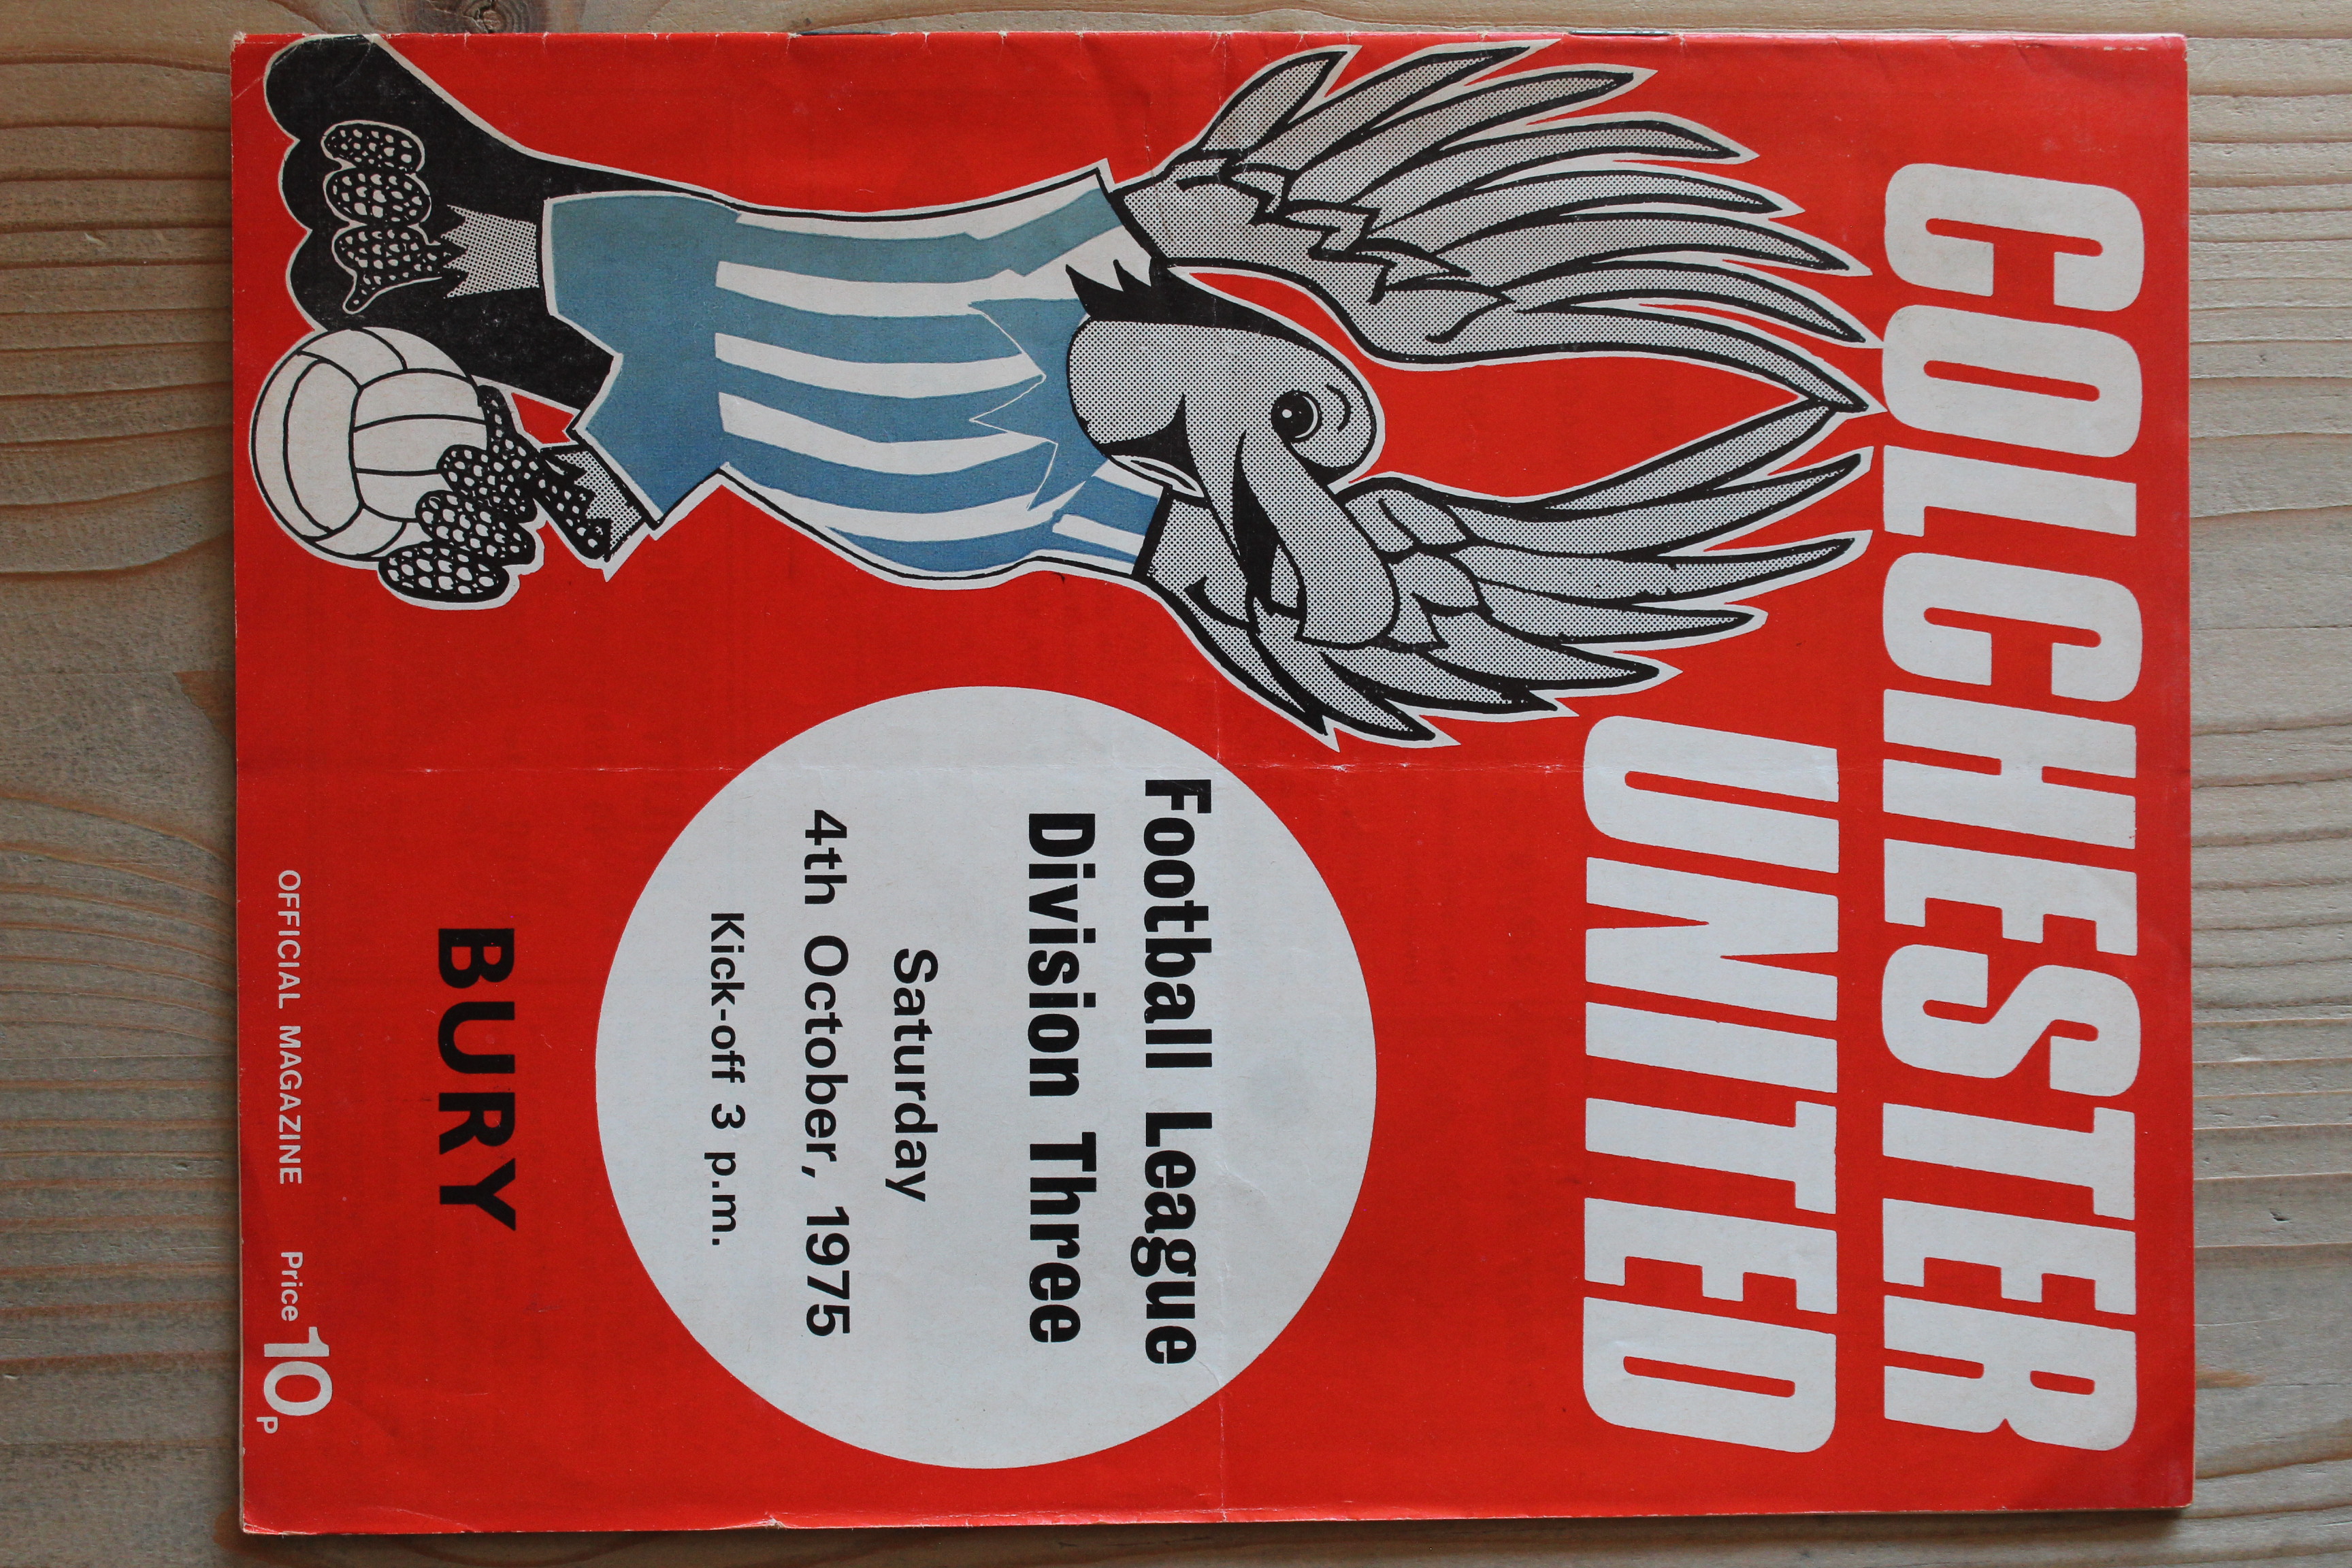 COLCHESTER
UNITED
Football League
Division Three
Saturday
4th October, 1975
Kick-off 3 p.m.
BURY
OFFICIAL MAGAZINE Price 10p